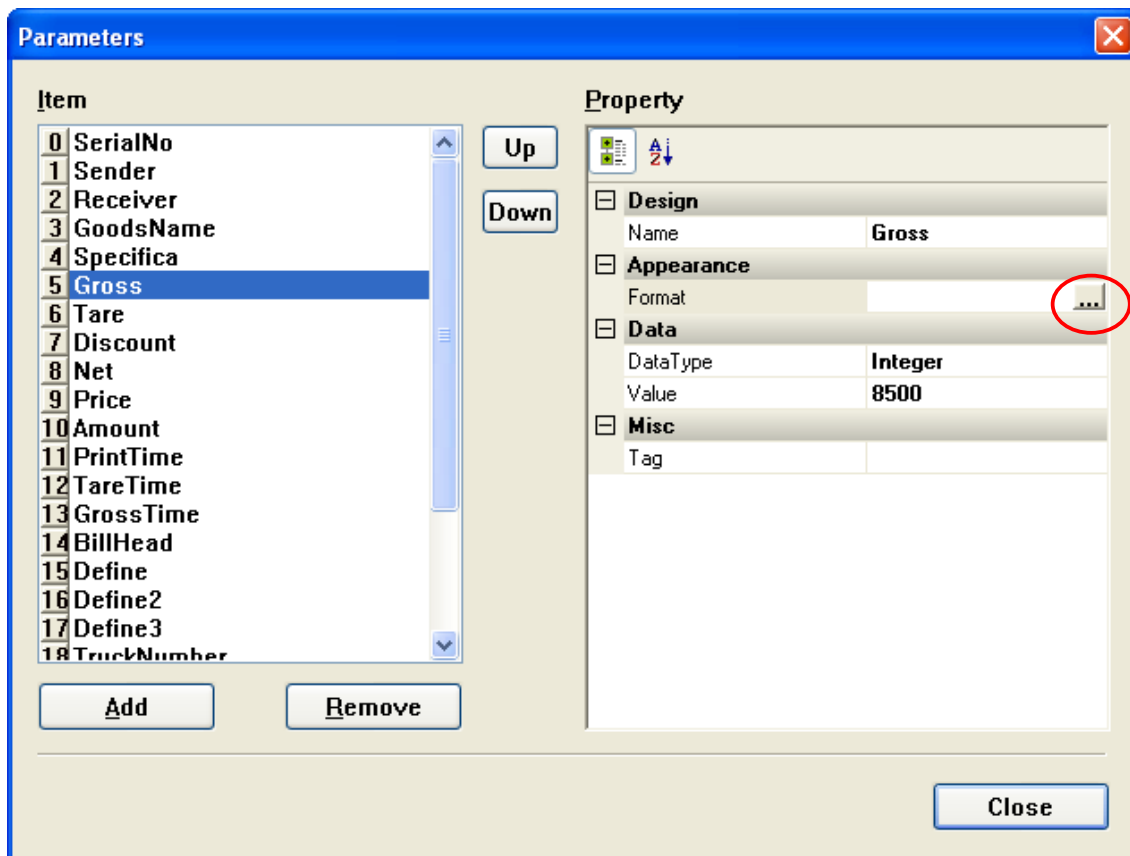 Parameters
Item
0 SerialNo
1 Sender
2 Receiver
3 GoodsName
4 Specifica
5 Gross
6 Tare
7 Discount
8 Net
9 Price
10 Amount
11 PrintTime
12 TareTime
13 GrossTime
14 BillHead
15 Define
16 Define2
17 Define3
18 TruckNumber
Up
Down
Add
Remove
Property
Design
Name Gross
Appearance
Format ...
Data
DataType Integer
Value 8500
Misc
Tag
Close